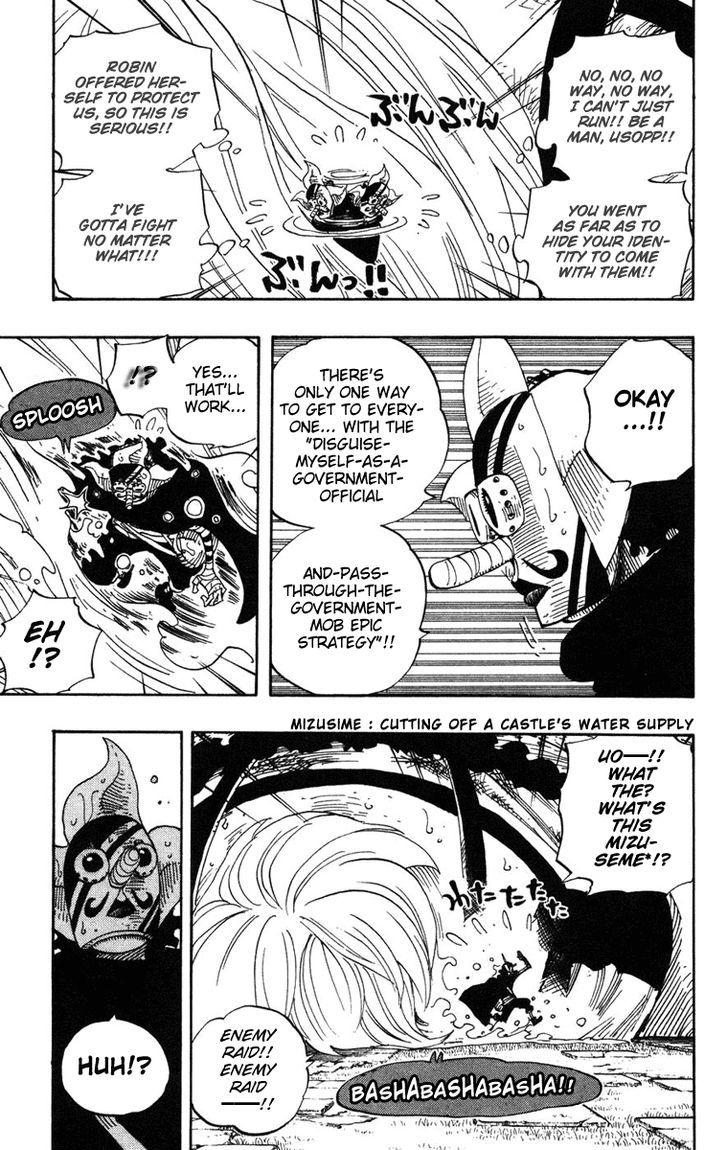 NO, NO, NO
WAY, NO WAY,
I CAN'T JUST
RUN!! BE A
MAN, USOPP!!
YOU WENT
AS FAR AS TO
HIDE YOUR IDEN-
TITY TO COME
WITH THEM!!
ぶんぶん
ROBIN
OFFERED HER-
SELF TO PROTECT
US, SO THIS IS
SERIOUS!!
I'VE
GOTTA FIGHT
NO MATTER
WHAT!!!
ぶんっ!!
OKAY
...!!
THERE'S
ONLY ONE WAY
TO GET TO EVERY-
ONE... WITH THE
"DISGUISE-
MYSELF-AS-A-
GOVERNMENT-
OFFICIAL
AND-PASS-
THROUGH-THE-
GOVERNMENT-
MOB EPIC
STRATEGY"!!
YES...
THAT'LL
WORK...
!?
SPLOOSH
EH
!?
MIZUSIME : CUTTING OFF A CASTLE'S WATER SUPPLY
UO—!!
WHAT
THE?
WHAT'S
THIS
MIZU-
SEME*!?
わたたたた
ENEMY
RAID!!
ENEMY
RAID
—!!
BASHABASHABASHA!!
HUH!?